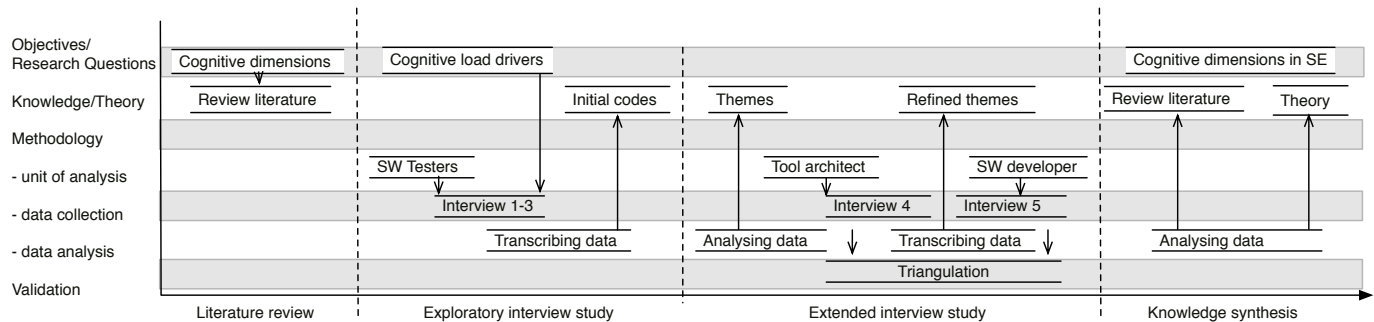 Objectives/
Research Questions
Cognitive dimensions
Cognitive load drivers
Cognitive dimensions in SE
Knowledge/Theory
Review literature
Initial codes
Themes
Refined themes
Review literature
Theory
Methodology
- unit of analysis
SW Testers
Tool architect
SW developer
- data collection
Interview 1-3
Interview 4
Interview 5
- data analysis
Transcribing data
Analysing data
Transcribing data
Analysing data
Validation
Triangulation
Literature review
Exploratory interview study
Extended interview study
Knowledge synthesis